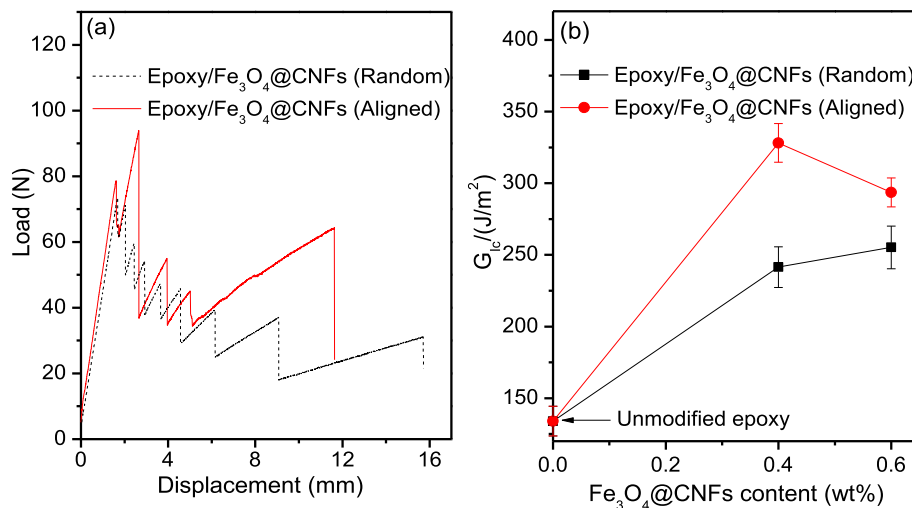 (a)
120
100
80
60
40
20
0
Load (N)
Epoxy/Fe₃O₄@CNFs (Random)
Epoxy/Fe₃O₄@CNFs (Aligned)
0 4 8 12 16
Displacement (mm)
(b)
400
350
300
250
200
150
G_Ic/(J/m²)
Epoxy/Fe₃O₄@CNFs (Random)
Epoxy/Fe₃O₄@CNFs (Aligned)
Unmodified epoxy
0.0 0.2 0.4 0.6
Fe₃O₄@CNFs content (wt%)